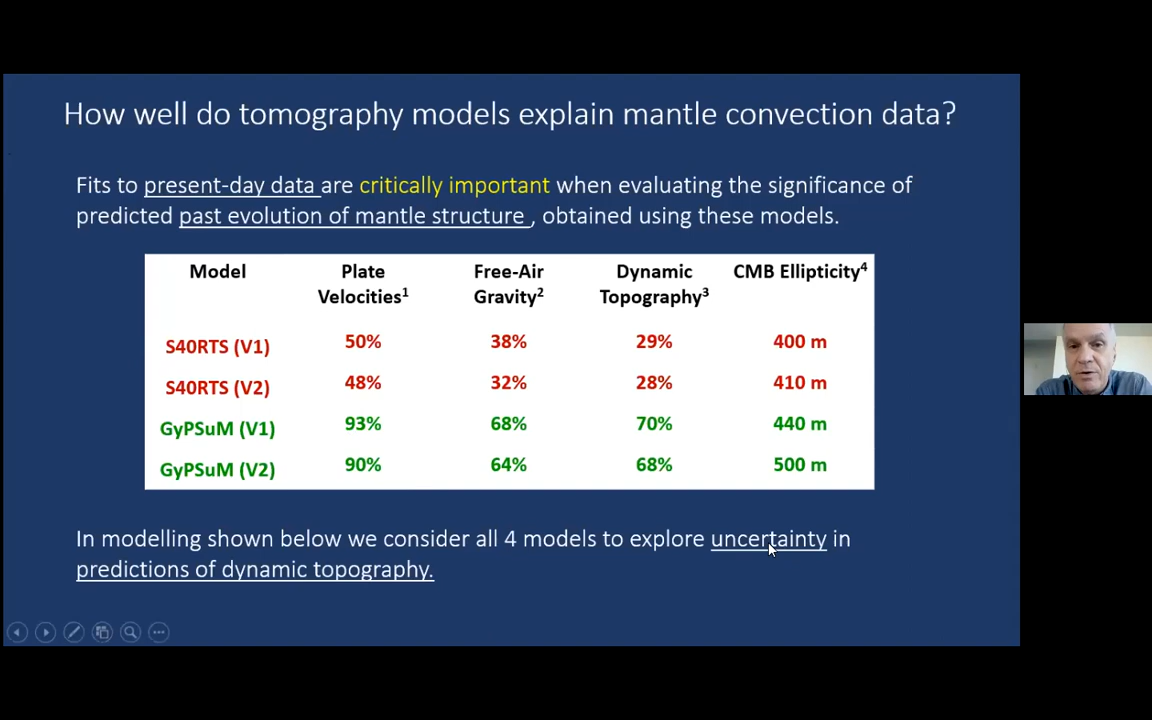 How well do tomography models explain mantle convection data?
Fits to present-day data are critically important when evaluating the significance of
predicted past evolution of mantle structure , obtained using these models.
Model Plate Velocities¹ Free-Air Gravity² Dynamic Topography³ CMB Ellipticity⁴
S40RTS (V1) 50% 38% 29% 400 m
S40RTS (V2) 48% 32% 28% 410 m
GyPSuM (V1) 93% 68% 70% 440 m
GyPSuM (V2) 90% 64% 68% 500 m
In modelling shown below we consider all 4 models to explore uncertainty in
predictions of dynamic topography.